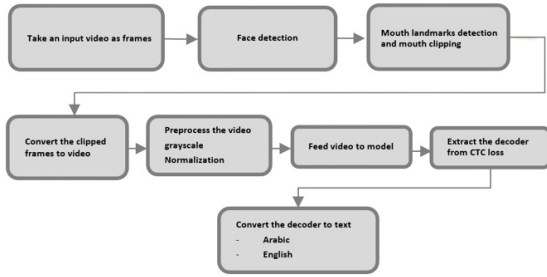 Take an input video as frames
Face detection
Mouth landmarks detection
and mouth clipping
Convert the clipped
frames to video
Preprocess the video
grayscale
Normalization
Feed video to model
Extract the decoder
from CTC loss
Convert the decoder to text
- Arabic
- English